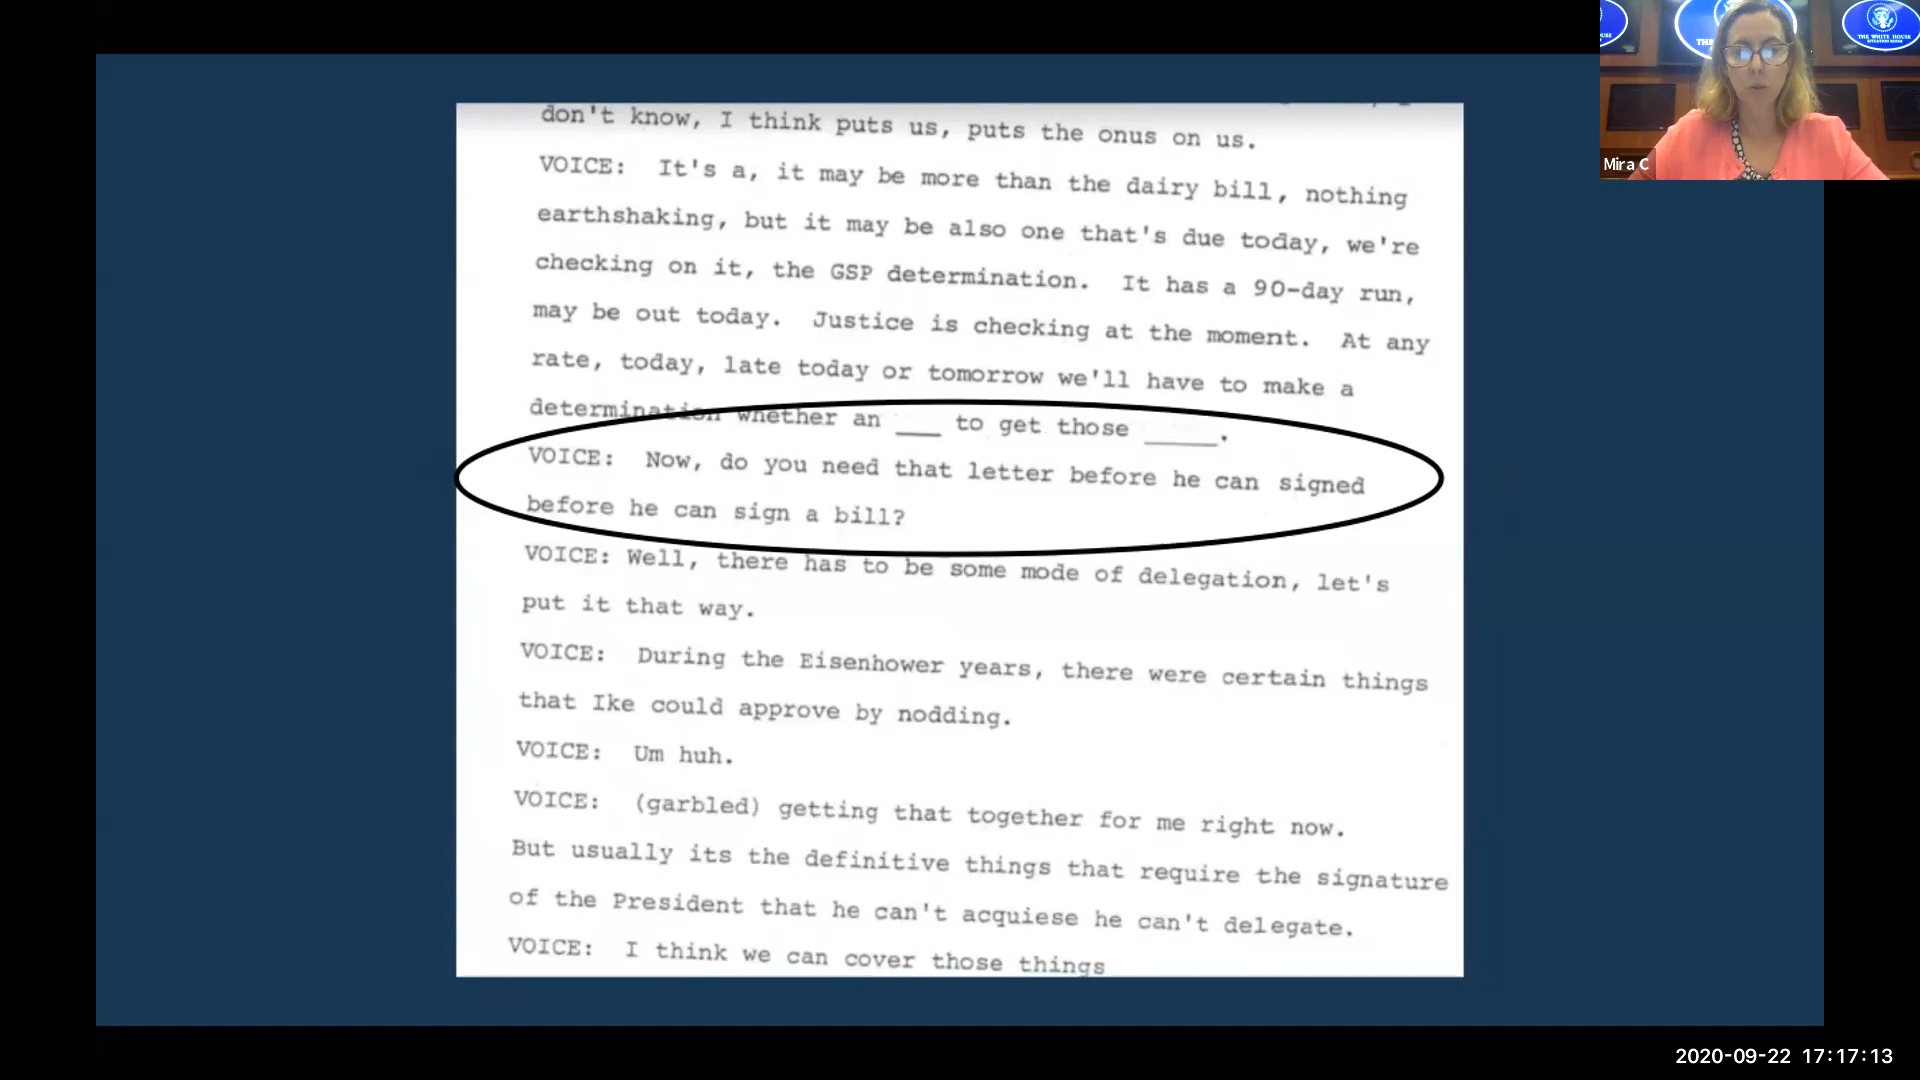 don't know, I think puts us, puts the onus on us.
VOICE: It's a, it may be more than the dairy bill, nothing
earthshaking, but it may be also one that's due today, we're
checking on it, the GSP determination. It has a 90-day run,
may be out today. Justice is checking at the moment. At any
rate, today, late today or tomorrow we'll have to make a
determination whether an ___ to get those _____.
VOICE: Now, do you need that letter before he can signed
before he can sign a bill?
VOICE: Well, there has to be some mode of delegation, let's
put it that way.
VOICE: During the Eisenhower years, there were certain things
that Ike could approve by nodding.
VOICE: Um huh.
VOICE: (garbled) getting that together for me right now.
But usually its the definitive things that require the signature
of the President that he can't acquiese he can't delegate.
VOICE: I think we can cover those things
THE WHITE HOUSE
SITUATION ROOM
Mira C
2020-09-22 17:17:13